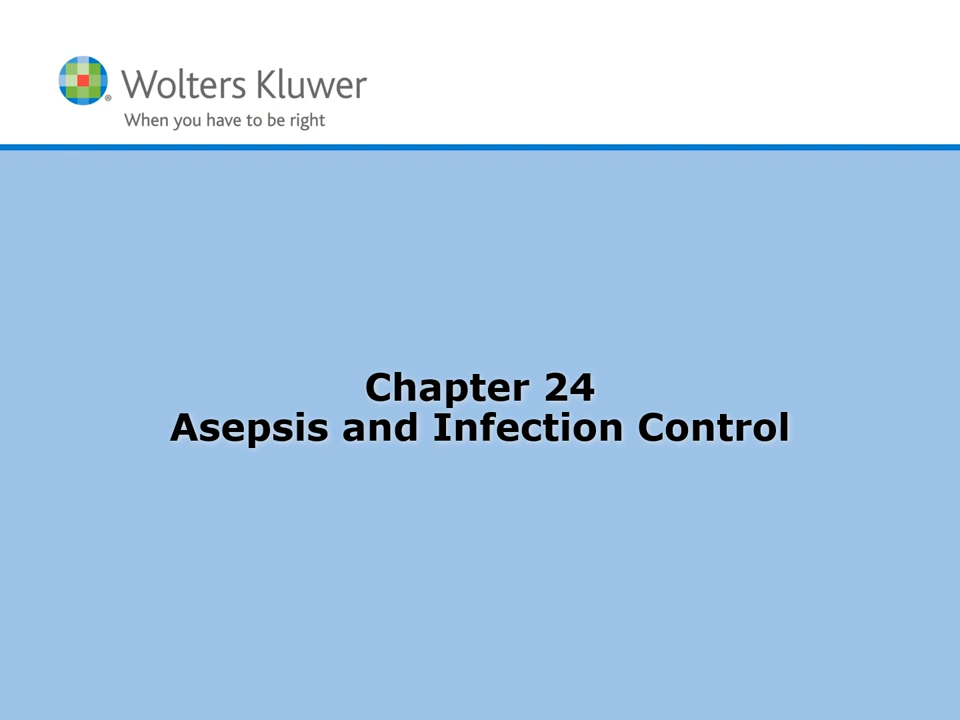 Wolters Kluwer
When you have to be right
Chapter 24
Asepsis and Infection Control